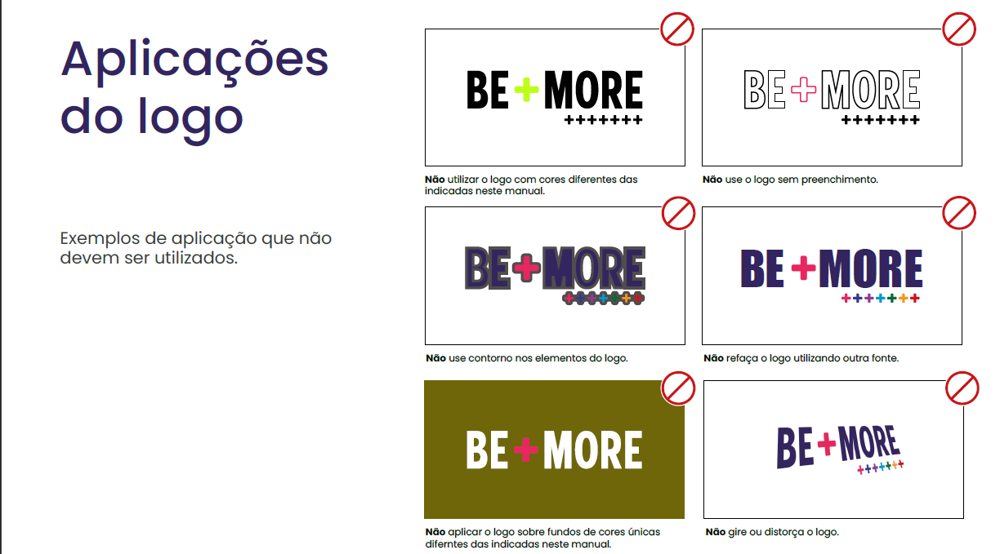 Aplicações
do logo
Exemplos de aplicação que não
devem ser utilizados.
BE + MORE
+++++++
Não utilizar o logo com cores diferentes das
indicadas neste manual.
BE + MORE
+++++++
Não use o logo sem preenchimento.
BE + MORE
+++++++
Não use contorno nos elementos do logo.
BE + MORE
+++++++
Não refaça o logo utilizando outra fonte.
BE + MORE
Não aplicar o logo sobre fundos de cores únicas
diferntes das indicadas neste manual.
BE + MORE
+++++++
Não gire ou distorça o logo.